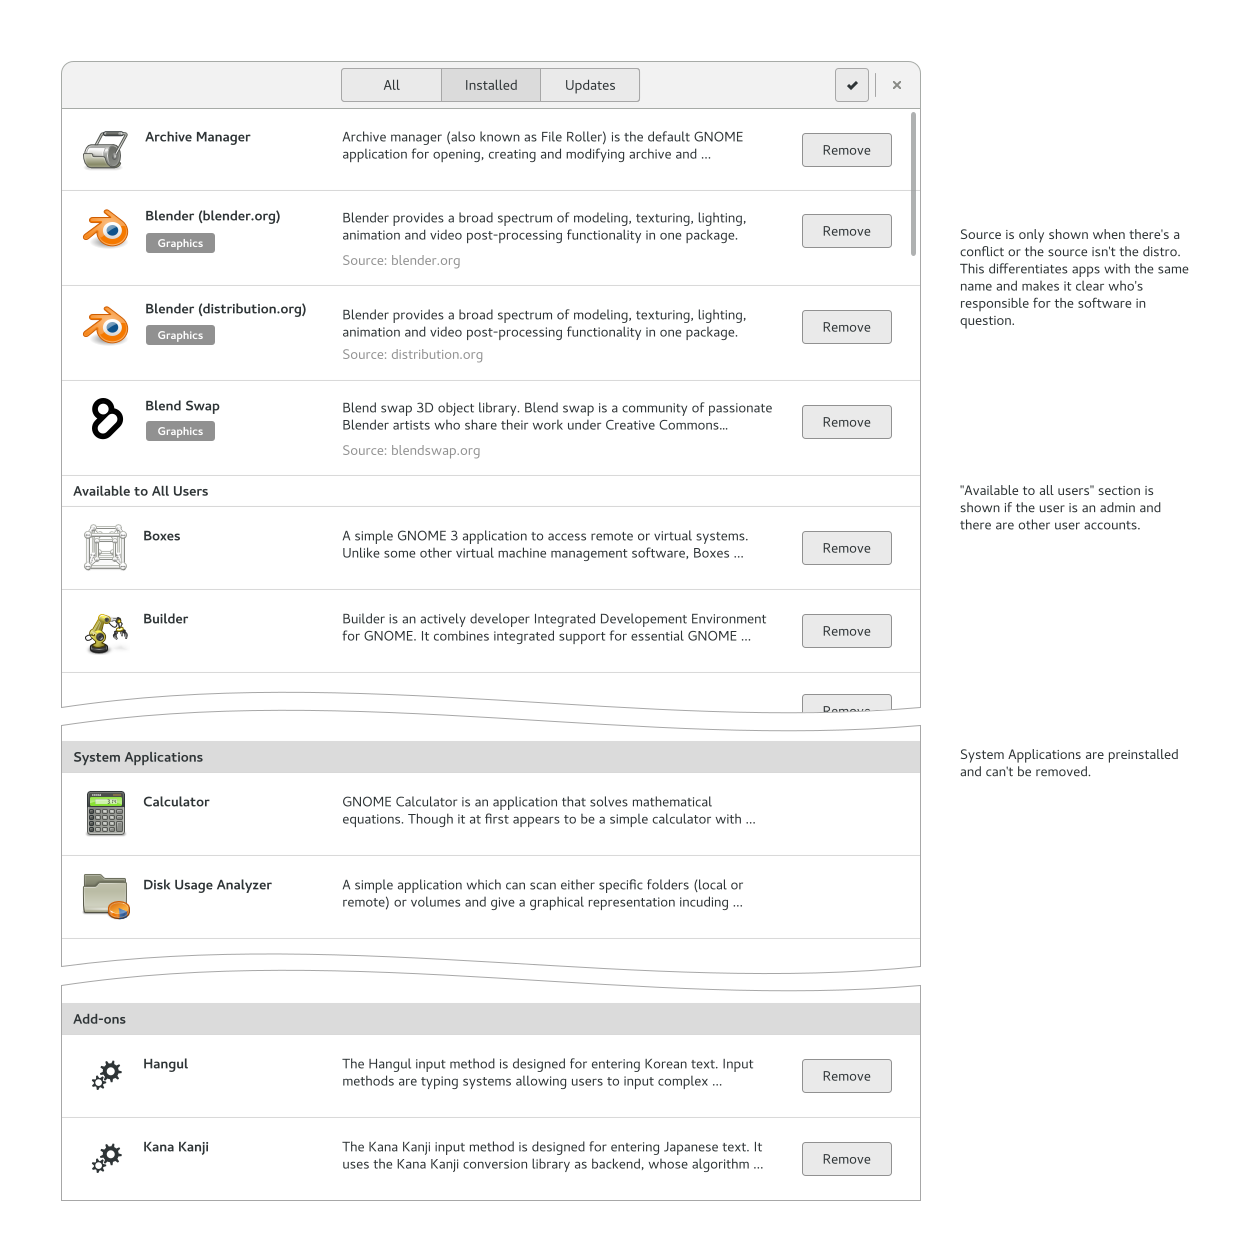 All
Installed
Updates
Archive Manager
Archive manager (also known as File Roller) is the default GNOME
application for opening, creating and modifying archive and ...
Remove
Blender (blender.org)
Graphics
Blender provides a broad spectrum of modeling, texturing, lighting,
animation and video post-processing functionality in one package.
Source: blender.org
Remove
Source is only shown when there's a
conflict or the source isn't the distro.
This differentiates apps with the same
name and makes it clear who's
responsible for the software in
question.
Blender (distribution.org)
Graphics
Blender provides a broad spectrum of modeling, texturing, lighting,
animation and video post-processing functionality in one package.
Source: distribution.org
Remove
Blend Swap
Graphics
Blend swap 3D object library. Blend swap is a community of passionate
Blender artists who share their work under Creative Commons...
Source: blendswap.org
Remove
Available to All Users
"Available to all users" section is
shown if the user is an admin and
there are other user accounts.
Boxes
A simple GNOME 3 application to access remote or virtual systems.
Unlike some other virtual machine management software, Boxes ...
Remove
Builder
Builder is an actively developer Integrated Developement Environment
for GNOME. It combines integrated support for essential GNOME ...
Remove
Remove
System Applications
System Applications are preinstalled
and can't be removed.
Calculator
GNOME Calculator is an application that solves mathematical
equations. Though it at first appears to be a simple calculator with ...
Disk Usage Analyzer
A simple application which can scan either specific folders (local or
remote) or volumes and give a graphical representation incuding ...
Add-ons
Hangul
The Hangul input method is designed for entering Korean text. Input
methods are typing systems allowing users to input complex ...
Remove
Kana Kanji
The Kana Kanji input method is designed for entering Japanese text. It
uses the Kana Kanji conversion library as backend, whose algorithm ...
Remove